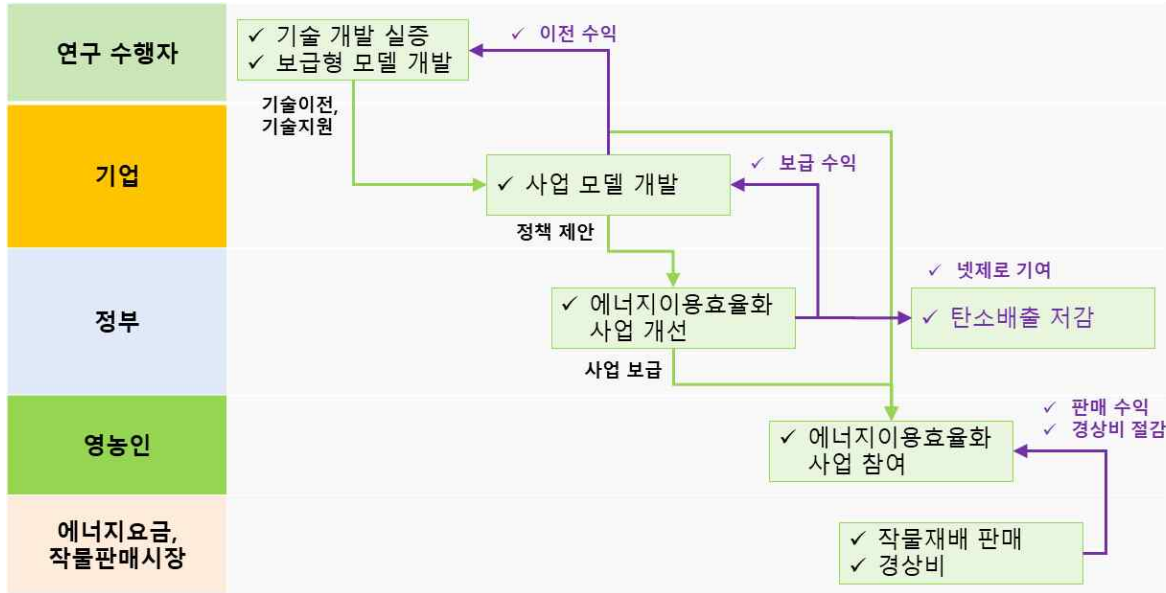 연구 수행자
✓ 기술 개발 실증
✓ 보급형 모델 개발
✓ 이전 수익
기술이전,
기술지원
기업
✓ 사업 모델 개발
✓ 보급 수익
정책 제안
정부
✓ 에너지이용효율화
사업 개선
✓ 넷제로 기여
✓ 탄소배출 저감
사업 보급
영농인
✓ 에너지이용효율화
사업 참여
✓ 판매 수익
✓ 경상비 절감
에너지요금,
작물판매시장
✓ 작물재배 판매
✓ 경상비